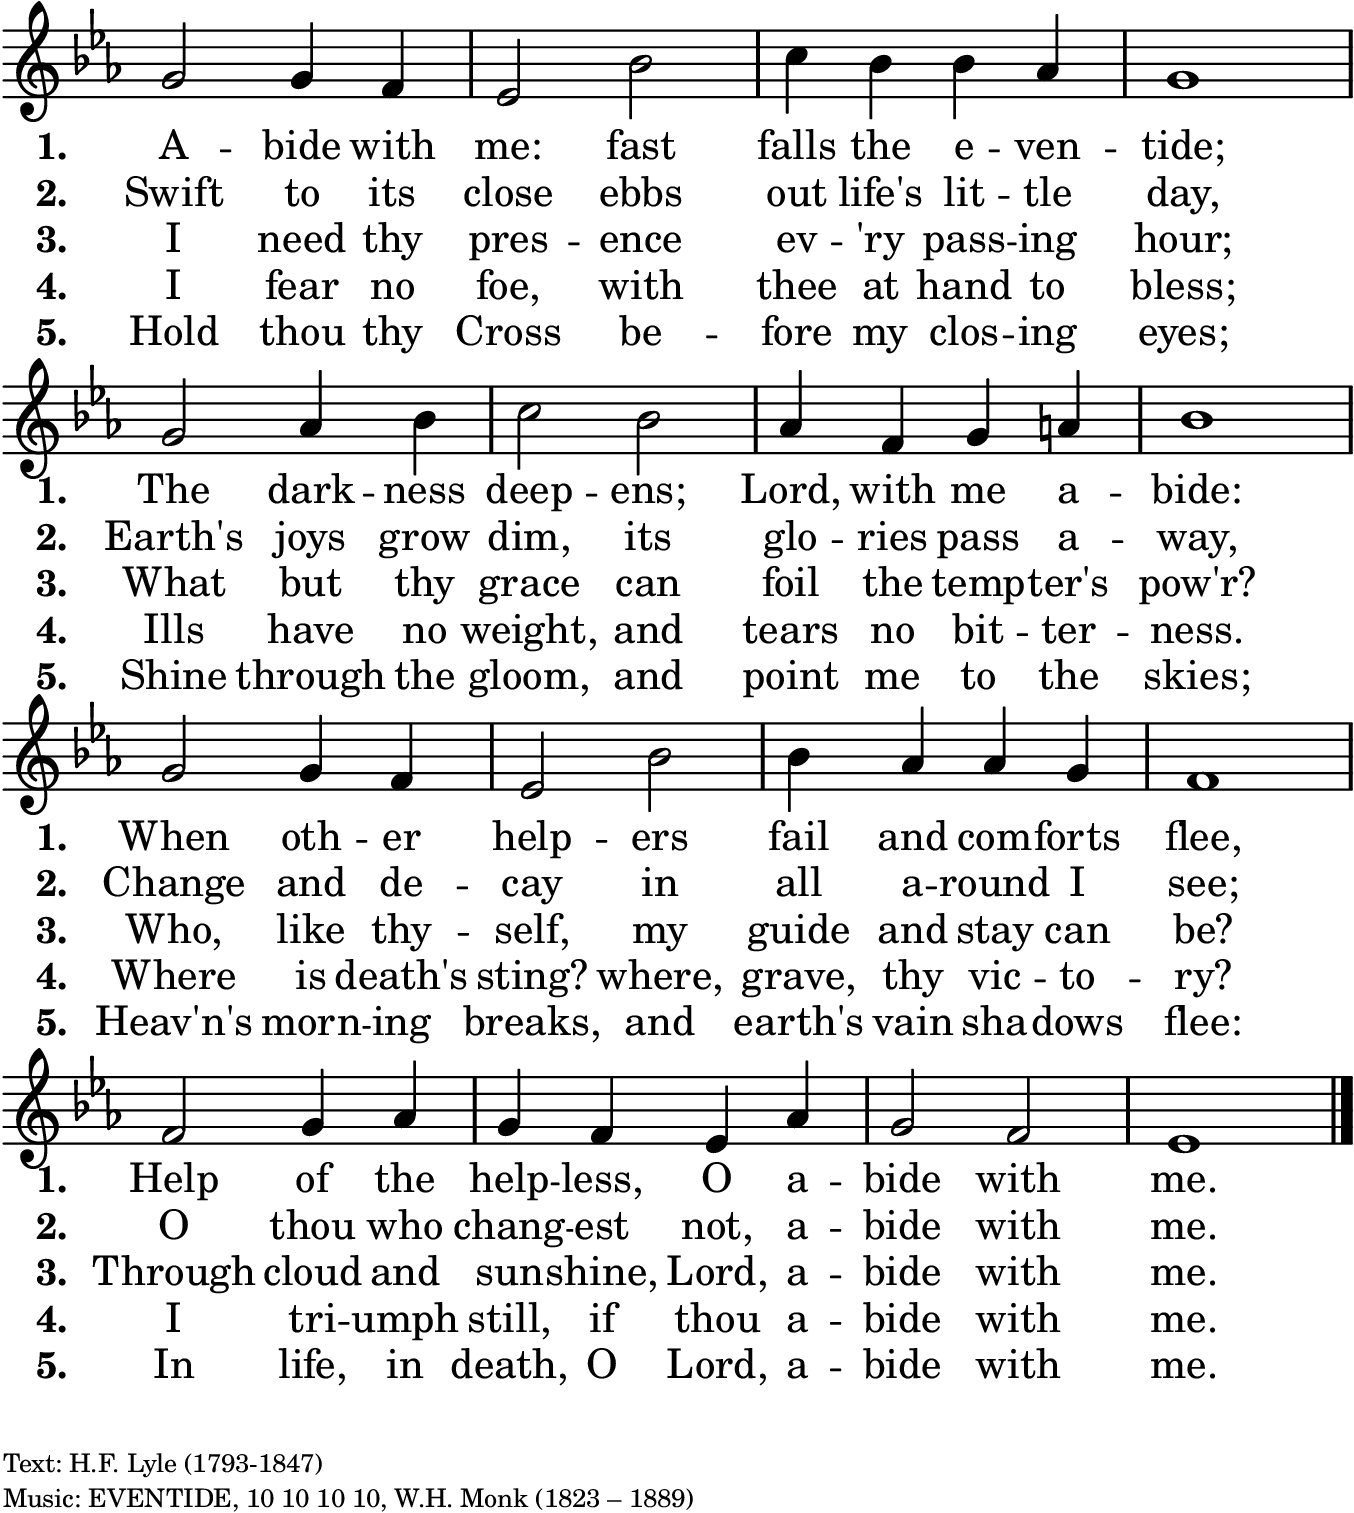 1. A - bide with me: fast falls the e - ven - tide;
2. Swift to its close ebbs out life's lit - tle day,
3. I need thy pres - ence ev - 'ry pass - ing hour;
4. I fear no foe, with thee at hand to bless;
5. Hold thou thy Cross be - fore my clos - ing eyes;
1. The dark - ness deep - ens; Lord, with me a - bide:
2. Earth's joys grow dim, its glo - ries pass a - way,
3. What but thy grace can foil the tempter's pow'r?
4. Ills have no weight, and tears no bit - ter - ness.
5. Shine through the gloom, and point me to the skies;
1. When oth - er help - ers fail and comforts flee,
2. Change and de - cay in all a - round I see;
3. Who, like thy - self, my guide and stay can be?
4. Where is death's sting? where, grave, thy vic - to - ry?
5. Heav'n's morn - ing breaks, and earth's vain shadows flee:
1. Help of the help - less, O a - bide with me.
2. O thou who chang - est not, a - bide with me.
3. Through cloud and sunshine, Lord, a - bide with me.
4. I tri - umph still, if thou a - bide with me.
5. In life, in death, O Lord, a - bide with me.
Text: H.F. Lyle (1793-1847)
Music: EVENTIDE, 10 10 10 10, W.H. Monk (1823 – 1889)